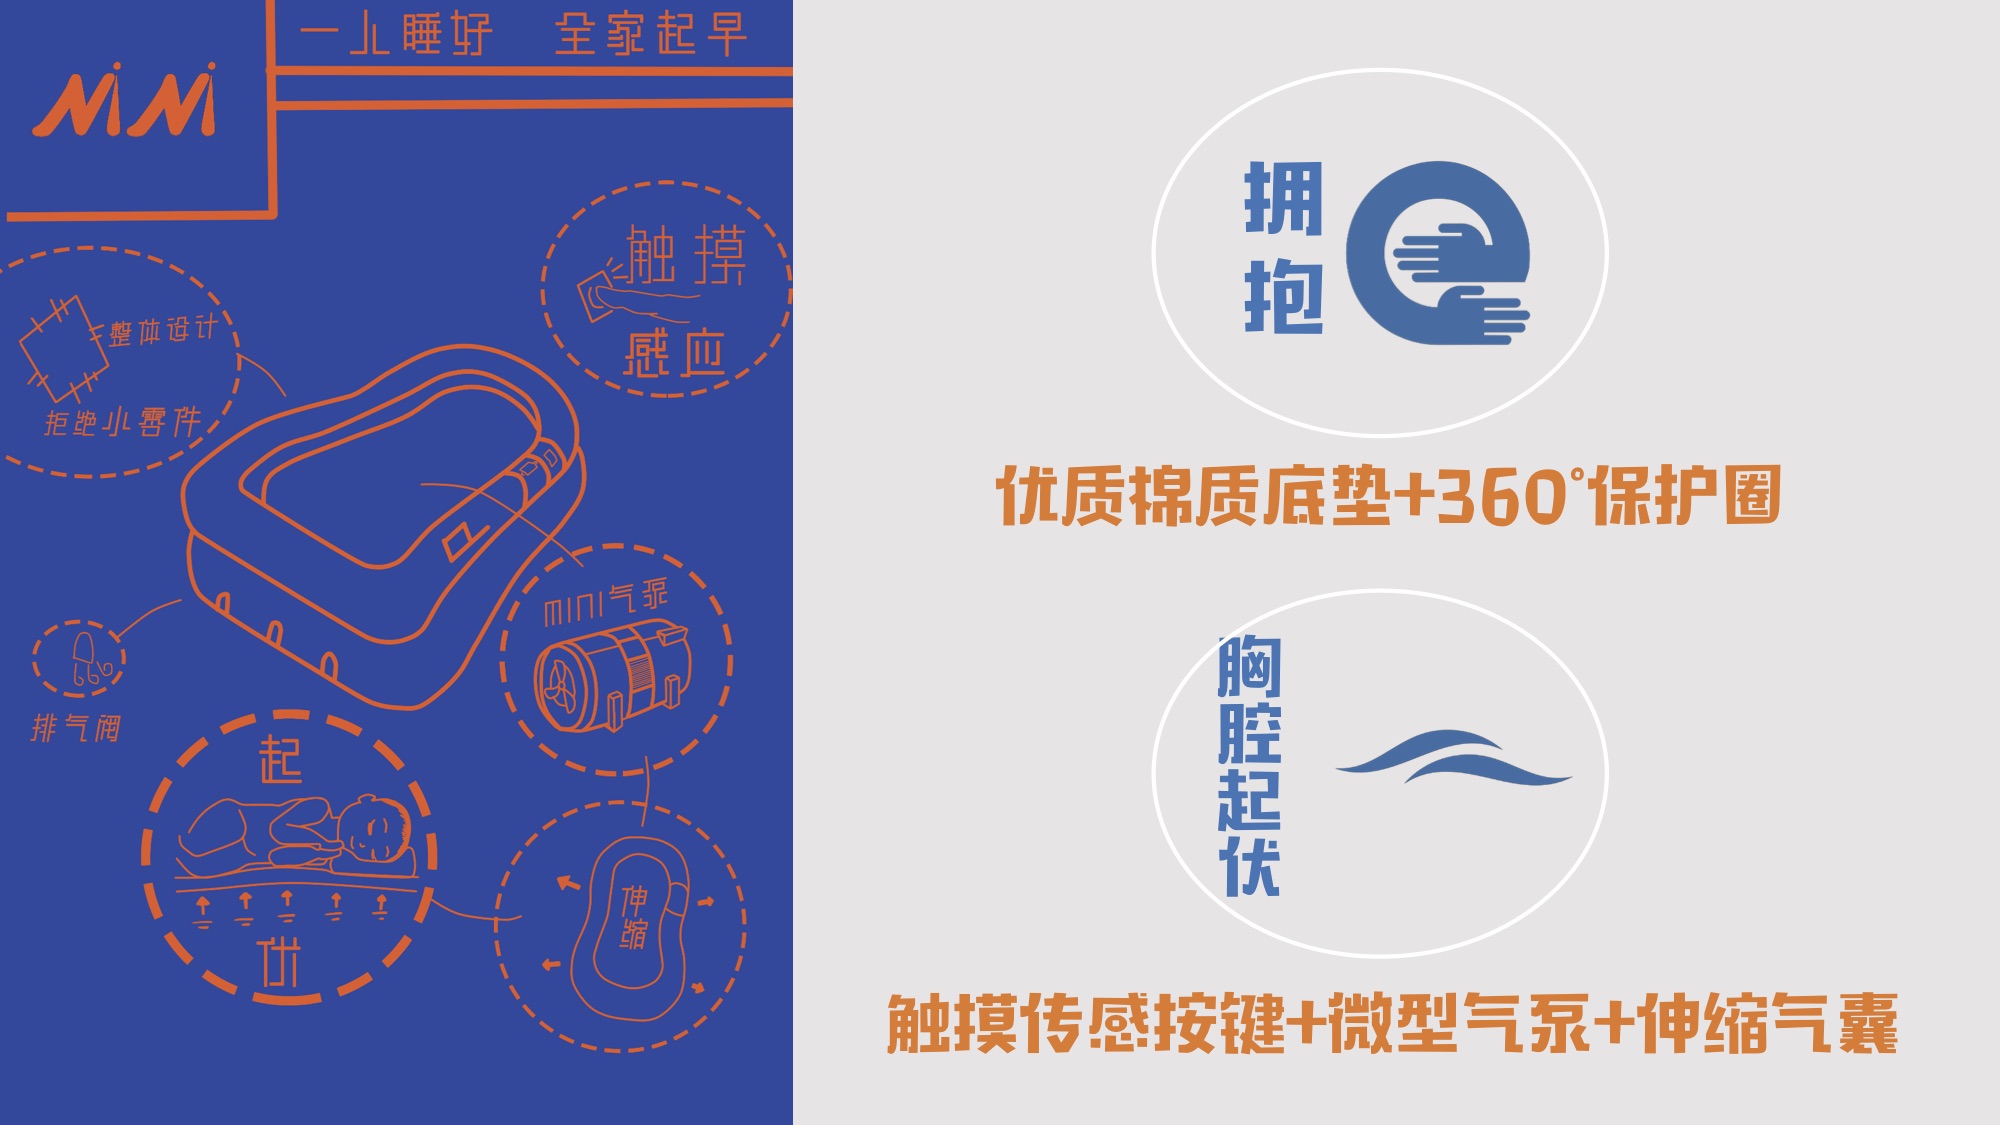 一儿睡好 全家起早
MiMi
触摸
感应
整体设计
拒绝小零件
MINI气泵
排气阀
起
伏
伸
缩
拥
抱
优质棉质底垫+360°保护圈
胸
腔
起
伏
触摸传感按键+微型气泵+伸缩气囊